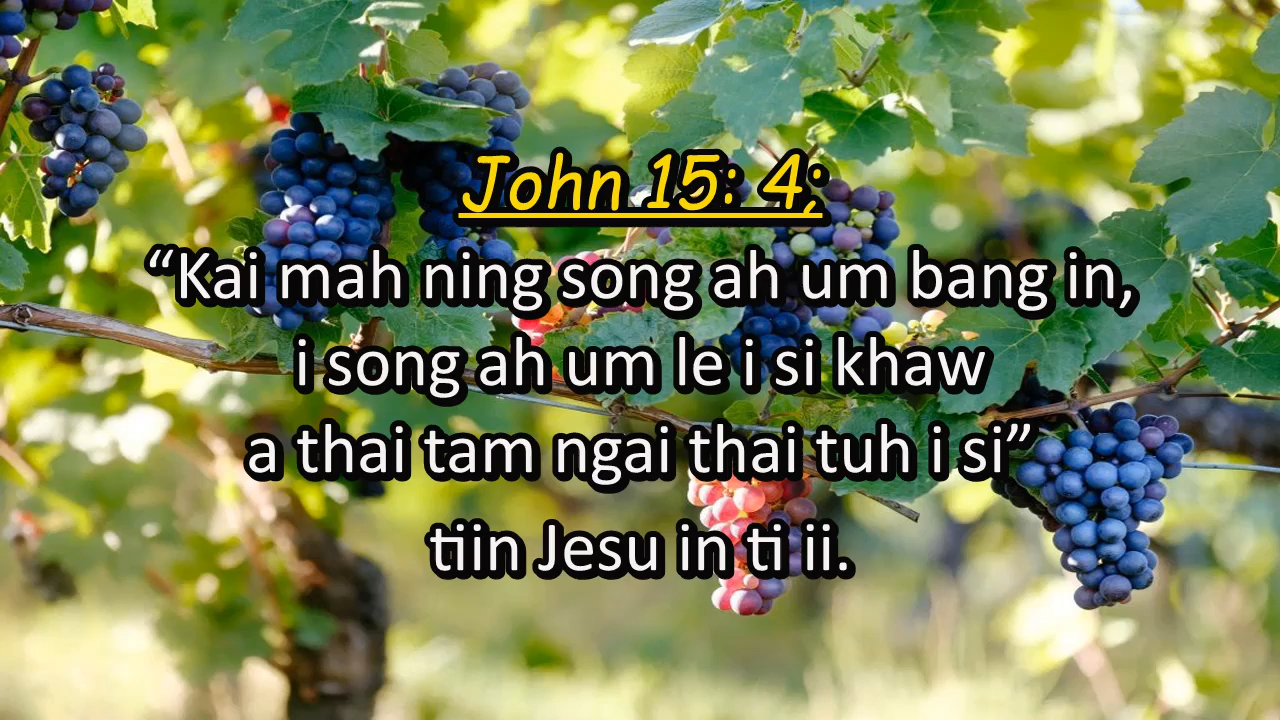 John 15: 4;
“Kai mah ning song ah um bang in,
i song ah um le i si khaw
a thai tam ngai thai tuh i si”
tiin Jesu in ti ii.